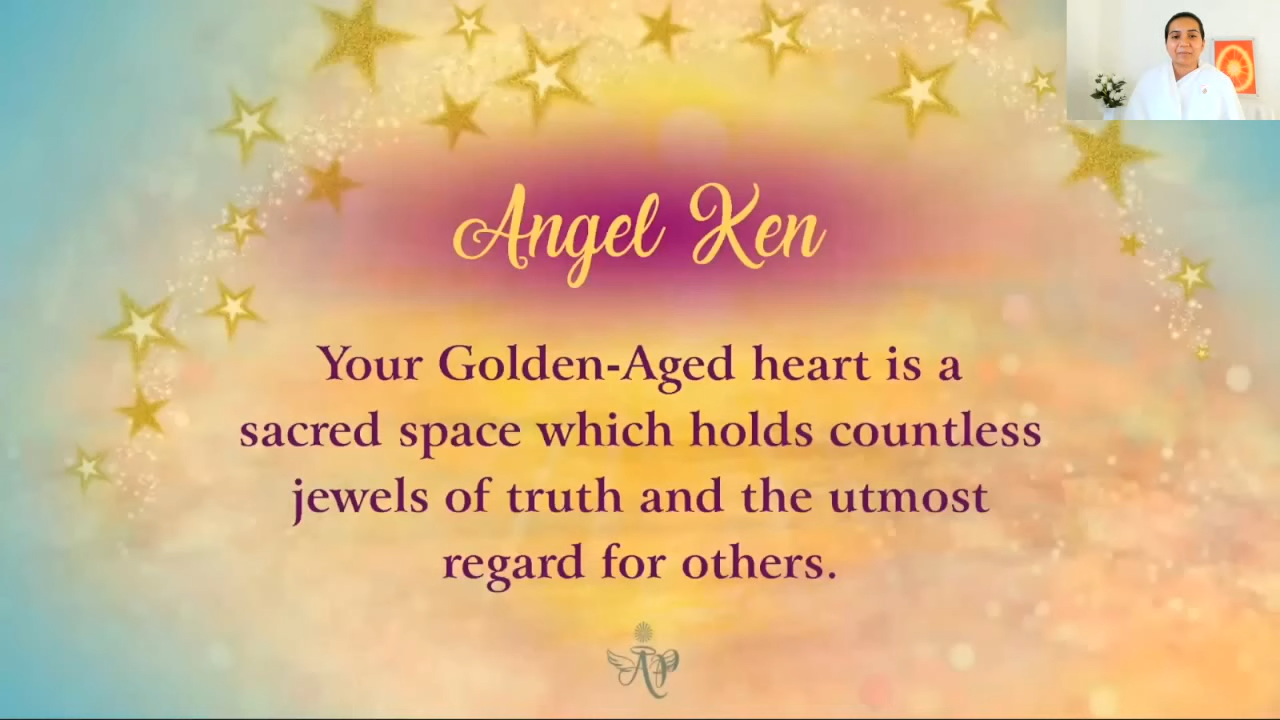 Angel Ken
Your Golden-Aged heart is a
sacred space which holds countless
jewels of truth and the utmost
regard for others.